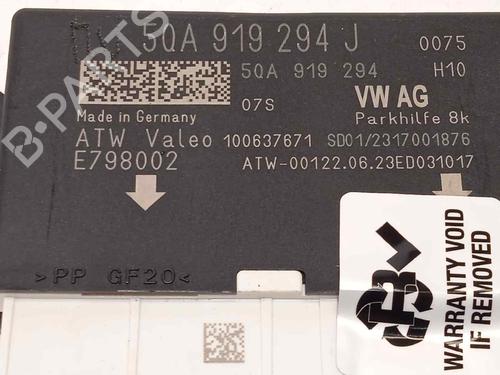 5QA 919 294 J 0075
5QA 919 294 H10
07S VW AG
Made in Germany Parkhilfe 8k
ATW Valeo 100637671 SD01/2317001876
E798002 ATW-00122.06.23ED031017
>PP GF20<
WARRANTY VOID
IF REMOVED
B-PARTS